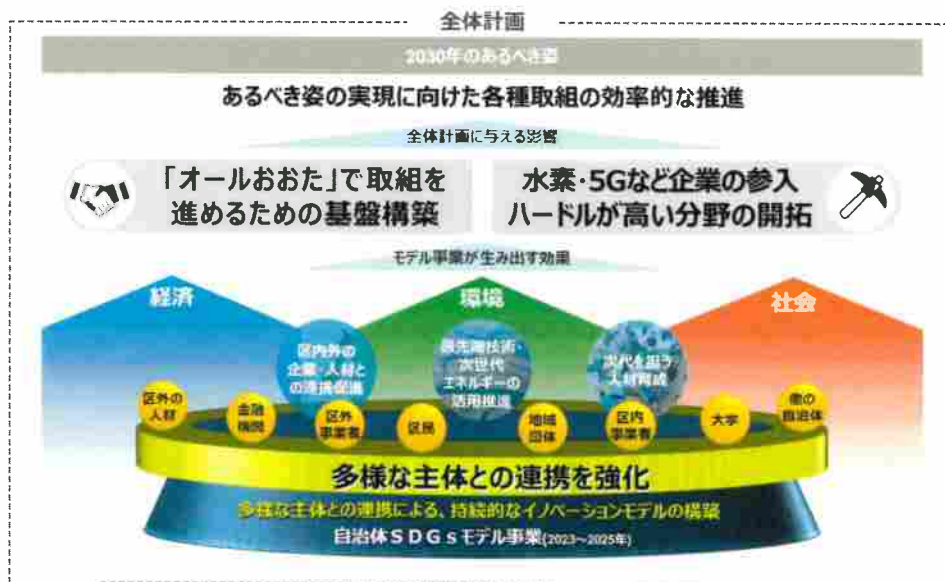 全体計画
2030年のあるべき姿
あるべき姿の実現に向けた各種取組の効率的な推進
全体計画に与える影響
「オールおおた」で取組を
進めるための基盤構築
水素・5Gなど企業の参入
ハードルが高い分野の開拓
モデル事業が生み出す効果
経済
環境
社会
区内外の
企業・人材と
の連携促進
最先端技術・
次世代
エネルギーの
活用推進
次代を担う
人材育成
区外の
人材
金融
機関
区外
事業者
区民
地域
団体
区内
事業者
大学
他の
自治体
多様な主体との連携を強化
多様な主体との連携による、持続的なイノベーションモデルの構築
自治体SDGsモデル事業(2023～2025年)